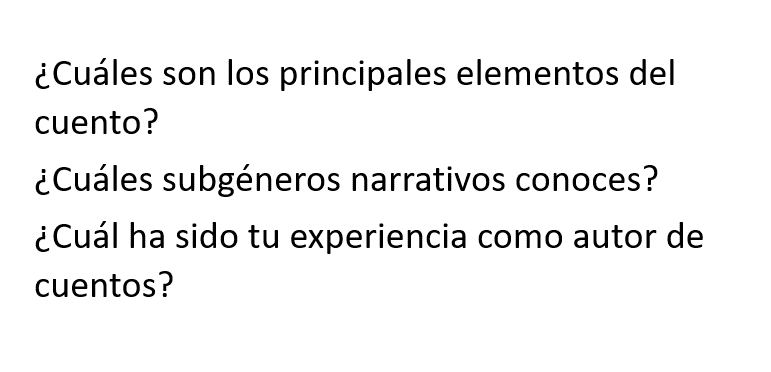 ¿Cuáles son los principales elementos del
cuento?
¿Cuáles subgéneros narrativos conoces?
¿Cuál ha sido tu experiencia como autor de
cuentos?